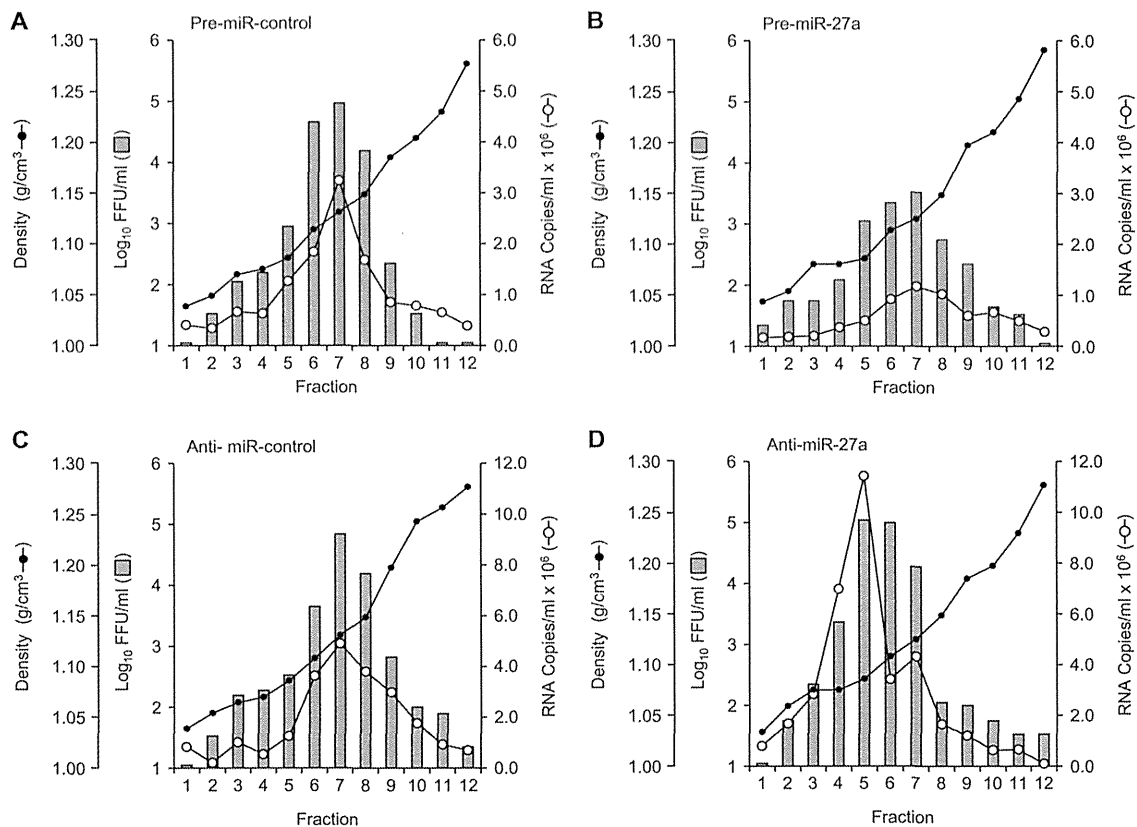 A
Pre-miR-control
1.30
1.25
1.20
1.15
1.10
1.05
1.00
Density (g/cm³ —●—)
6
5
4
3
2
1
Log₁₀ FFU/ml ( )
6.0
5.0
4.0
3.0
2.0
1.0
0.0
RNA Copies/ml x 10⁶ (-O-)
1 2 3 4 5 6 7 8 9 10 11 12
Fraction
B
Pre-miR-27a
1.30
1.25
1.20
1.15
1.10
1.05
1.00
Density (g/cm³ —●—)
6
5
4
3
2
1
Log₁₀ FFU/ml ( )
6.0
5.0
4.0
3.0
2.0
1.0
0.0
RNA Copies/ml x 10⁶ (-O-)
1 2 3 4 5 6 7 8 9 10 11 12
Fraction
C
Anti- miR-control
1.30
1.25
1.20
1.15
1.10
1.05
1.00
Density (g/cm³ —●—)
6
5
4
3
2
1
Log₁₀ FFU/ml ( )
12.0
10.0
8.0
6.0
4.0
2.0
0.0
RNA Copies/ml x 10⁶ (-O-)
1 2 3 4 5 6 7 8 9 10 11 12
Fraction
D
Anti-miR-27a
1.30
1.25
1.20
1.15
1.10
1.05
1.00
Density (g/cm³ —●—)
6
5
4
3
2
1
Log₁₀ FFU/ml ( )
12.0
10.0
8.0
6.0
4.0
2.0
0.0
RNA Copies/ml x 10⁶ (-O-)
1 2 3 4 5 6 7 8 9 10 11 12
Fraction